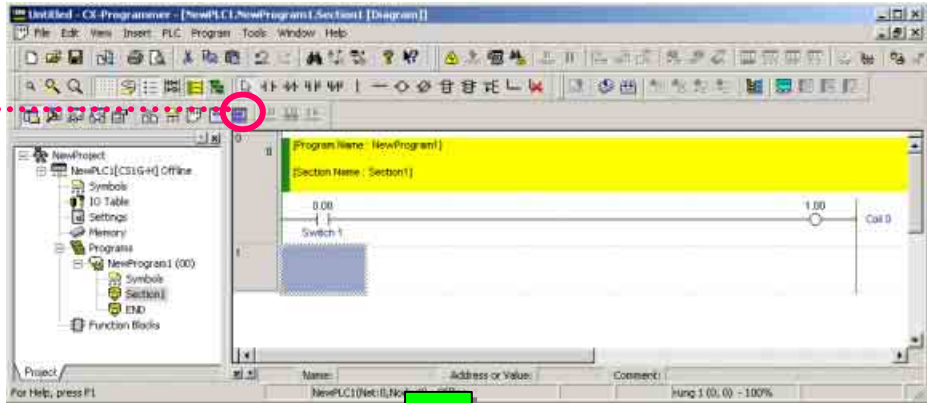 Untitled - CX-Programmer - [NewPLC1.NewProgram1.Section1 [Diagram]]
File Edit View Insert PLC Program Tools Window Help
NewProject
NewPLC1[CS1G-H] Offline
Symbols
IO Table
Settings
Memory
Programs
NewProgram1 (00)
Symbols
Section1
END
Function Blocks
Project
0
0
[Program Name : NewProgram1]
[Section Name : Section1]
0.00
Switch 1
1.00
Coil 0
1
Name:
Address or Value:
Comment:
For Help, press F1
rung 1 (0, 0) - 100%